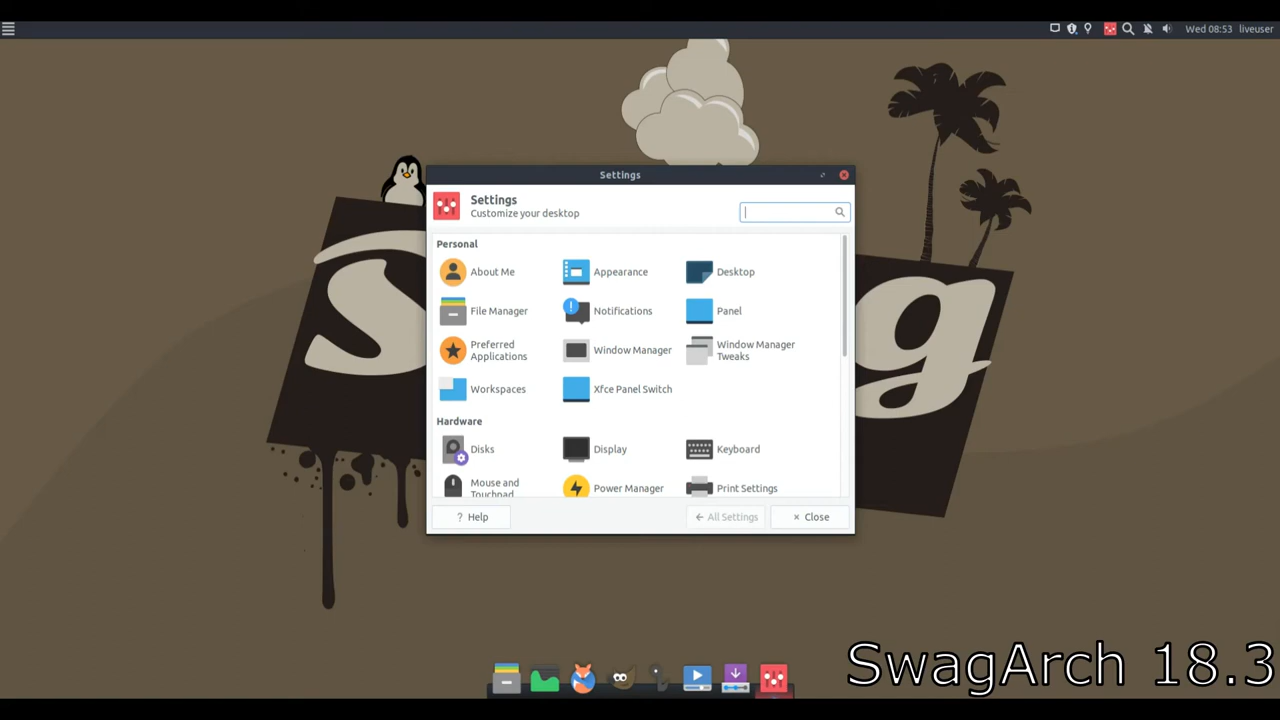 Wed 08:53 liveuser
Settings
Settings
Customize your desktop
Personal
About Me
Appearance
Desktop
File Manager
Notifications
Panel
Preferred
Applications
Window Manager
Window Manager
Tweaks
Workspaces
Xfce Panel Switch
Hardware
Disks
Display
Keyboard
Mouse and
Touchpad
Power Manager
Print Settings
? Help
All Settings
Close
S
g
SwagArch 18.3